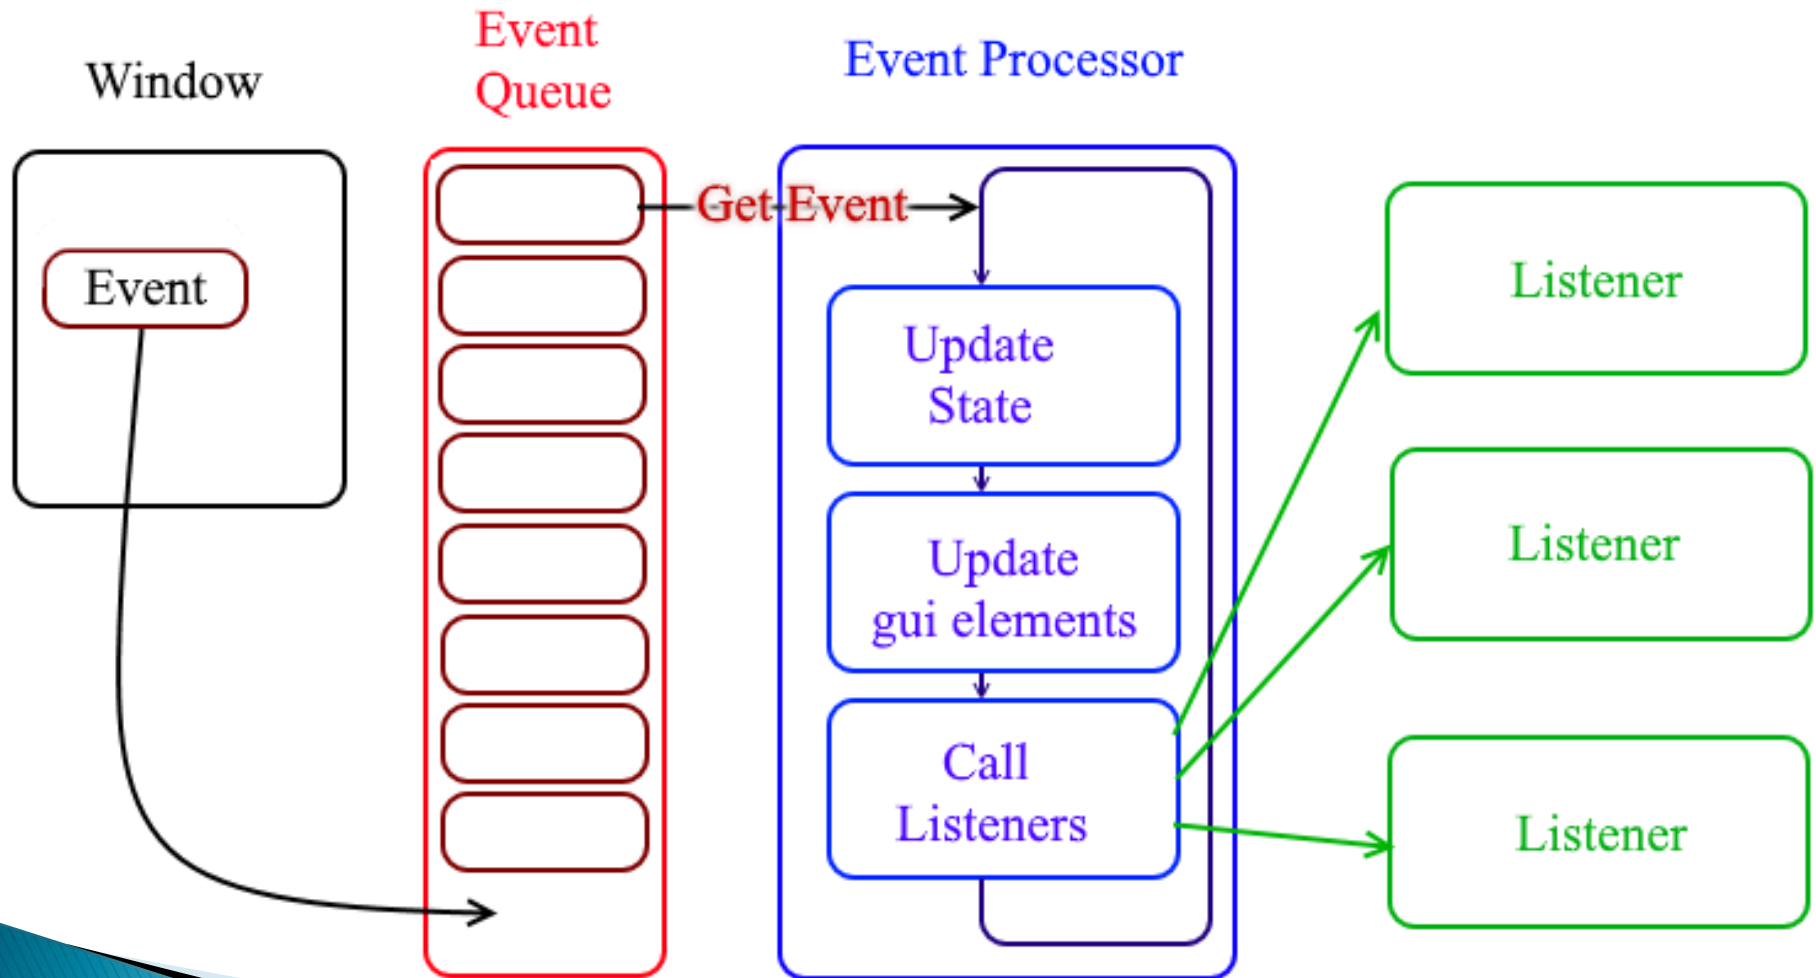 Window
Event
Queue
Event Processor
Event
Get Event
Update
State
Update
gui elements
Call
Listeners
Listener
Listener
Listener